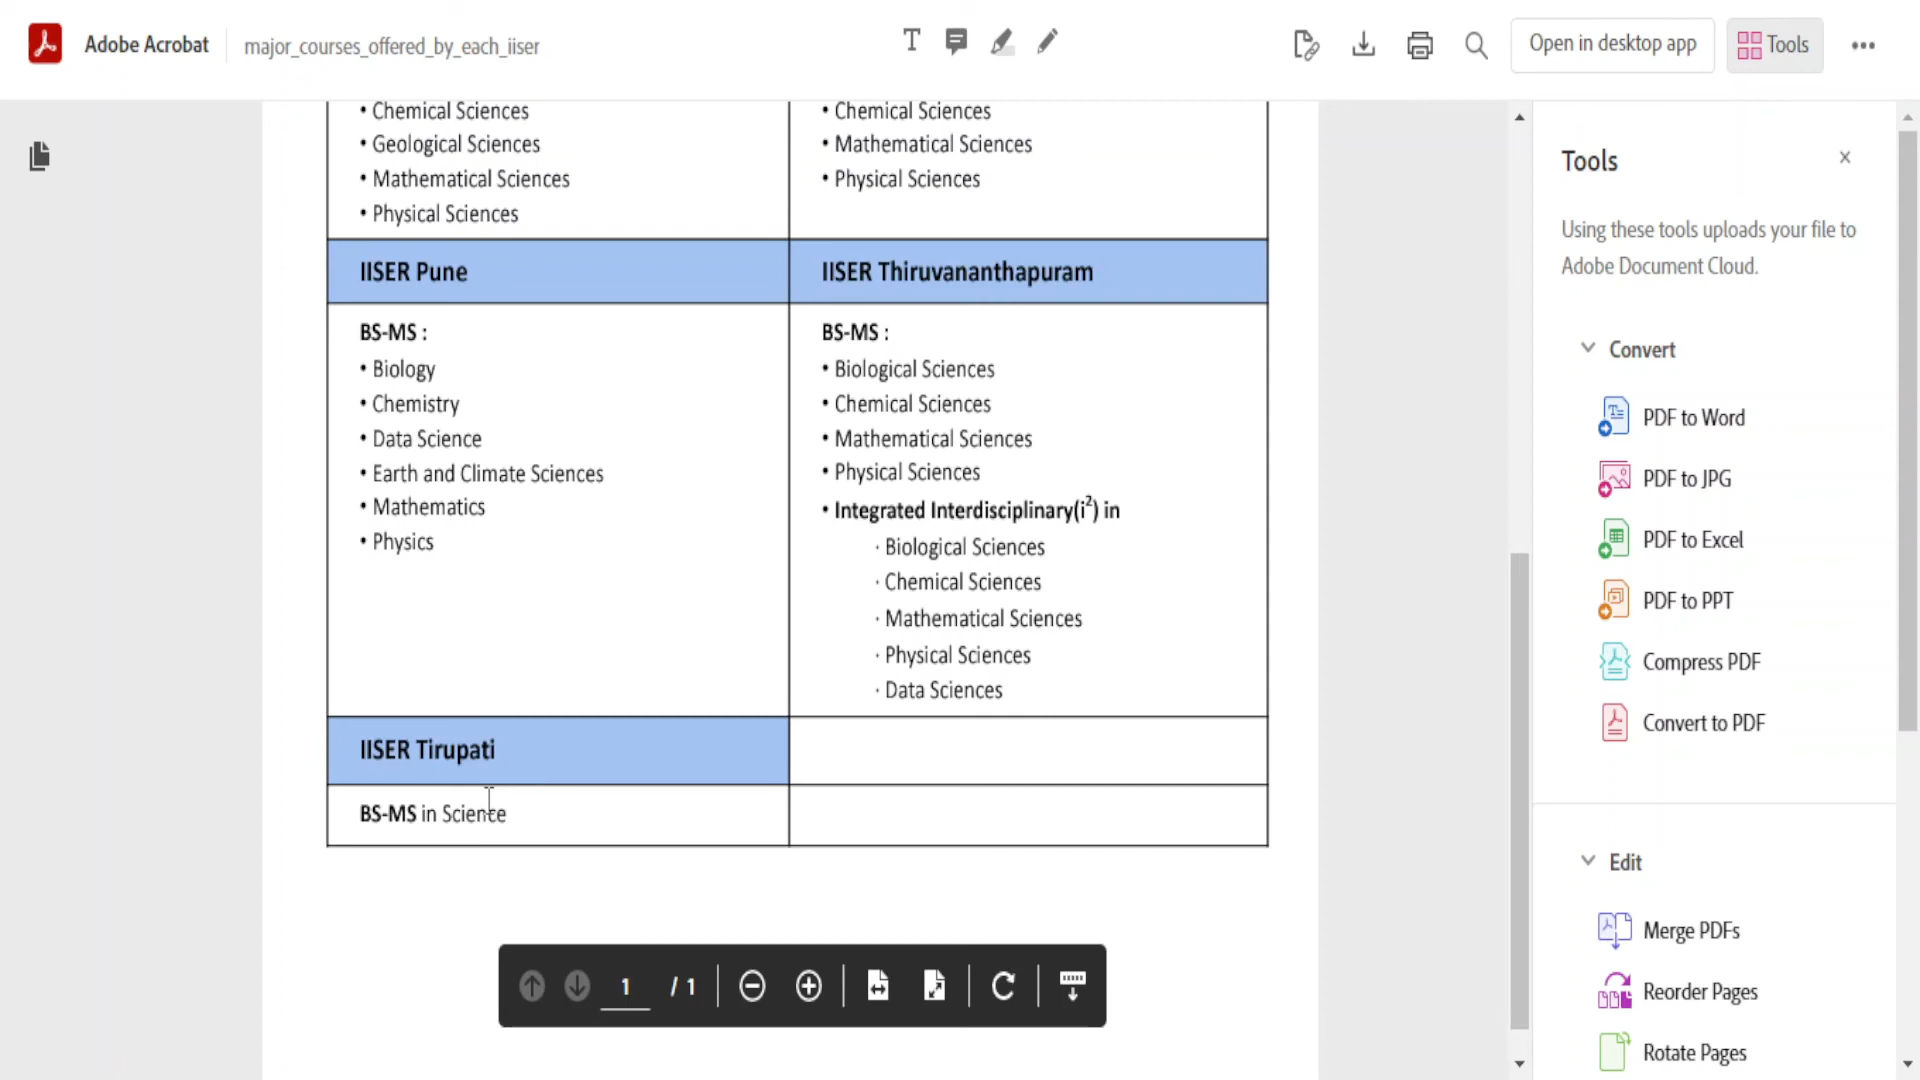 Adobe Acrobat
major_courses_offered_by_each_iiser
Open in desktop app
Tools
• Chemical Sciences
• Geological Sciences
• Mathematical Sciences
• Physical Sciences
• Chemical Sciences
• Mathematical Sciences
• Physical Sciences
IISER Pune
IISER Thiruvananthapuram
BS-MS :
• Biology
• Chemistry
• Data Science
• Earth and Climate Sciences
• Mathematics
• Physics
BS-MS :
• Biological Sciences
• Chemical Sciences
• Mathematical Sciences
• Physical Sciences
• Integrated Interdisciplinary(i²) in
· Biological Sciences
· Chemical Sciences
· Mathematical Sciences
· Physical Sciences
· Data Sciences
IISER Tirupati
BS-MS in Science
1 / 1
Tools
Using these tools uploads your file to
Adobe Document Cloud.
Convert
PDF to Word
PDF to JPG
PDF to Excel
PDF to PPT
Compress PDF
Convert to PDF
Edit
Merge PDFs
Reorder Pages
Rotate Pages